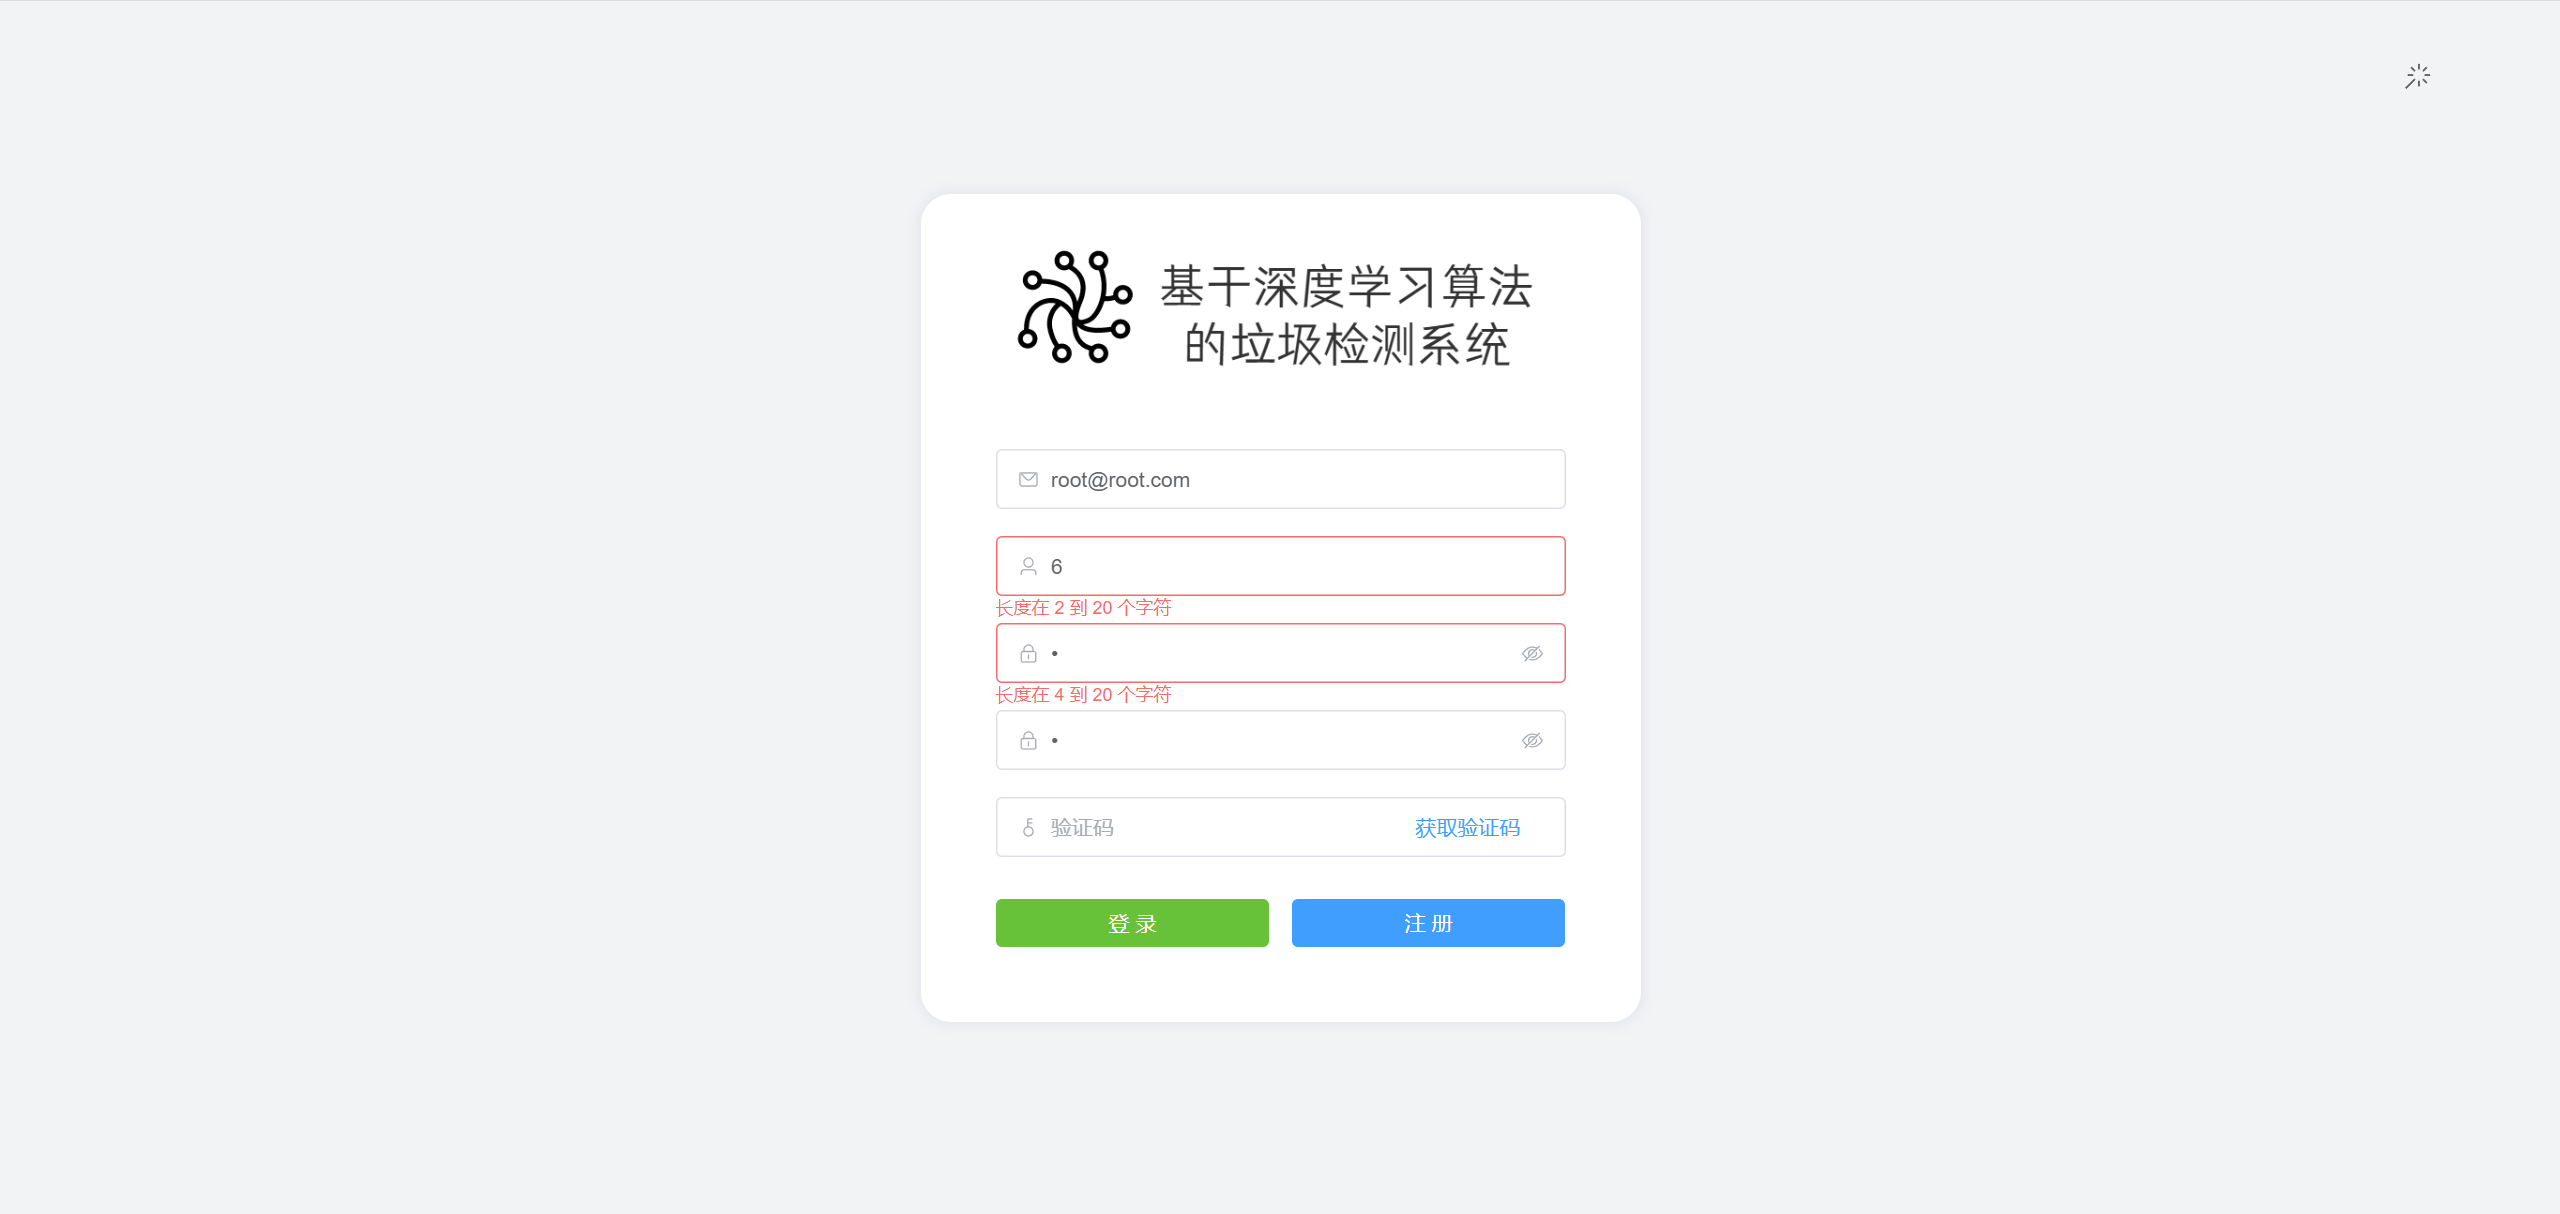 基于深度学习算法
的垃圾检测系统
root@root.com
6
长度在 2 到 20 个字符
•
长度在 4 到 20 个字符
•
验证码 获取验证码
登 录 注 册